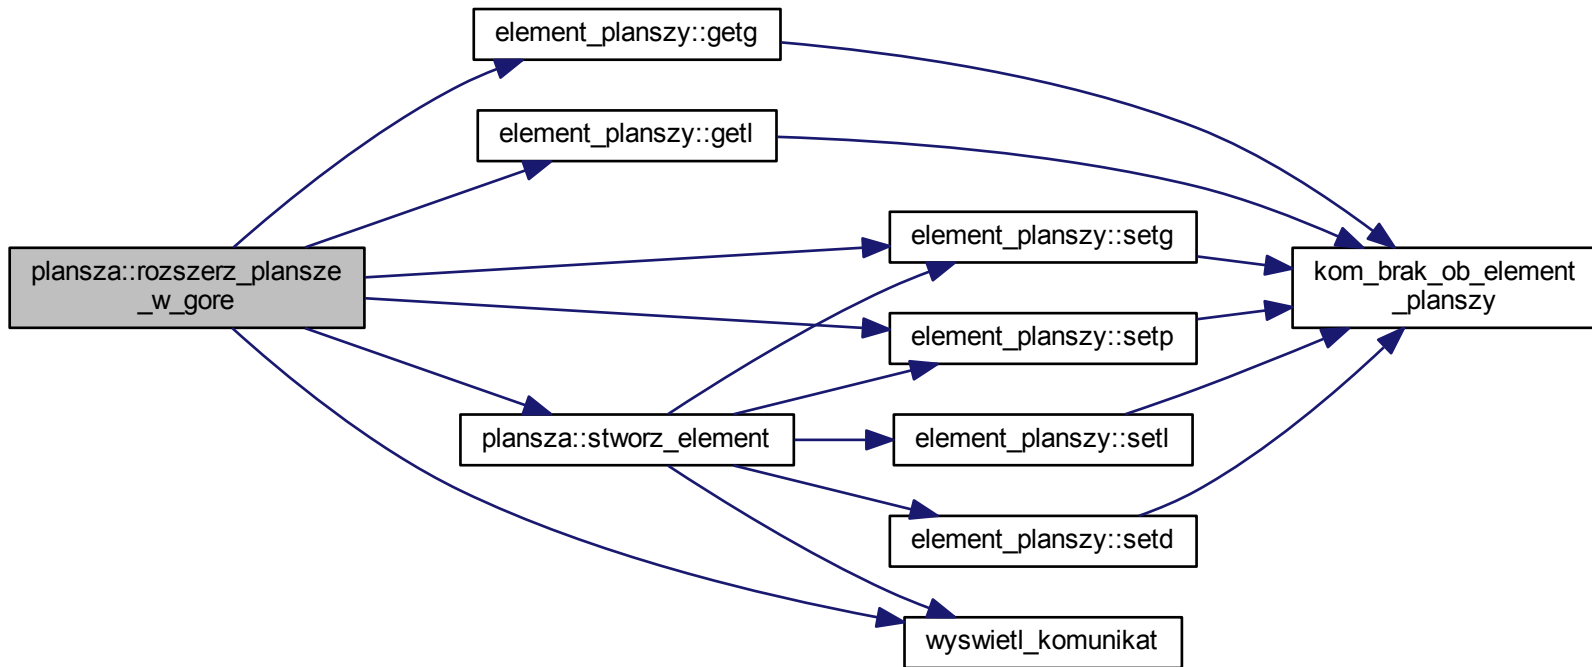 element_planszy::getg
element_planszy::getl
plansza::rozszerz_plansze
_w_gore
element_planszy::setg
kom_brak_ob_element
_planszy
element_planszy::setp
plansza::stworz_element
element_planszy::setl
element_planszy::setd
wyswietl_komunikat